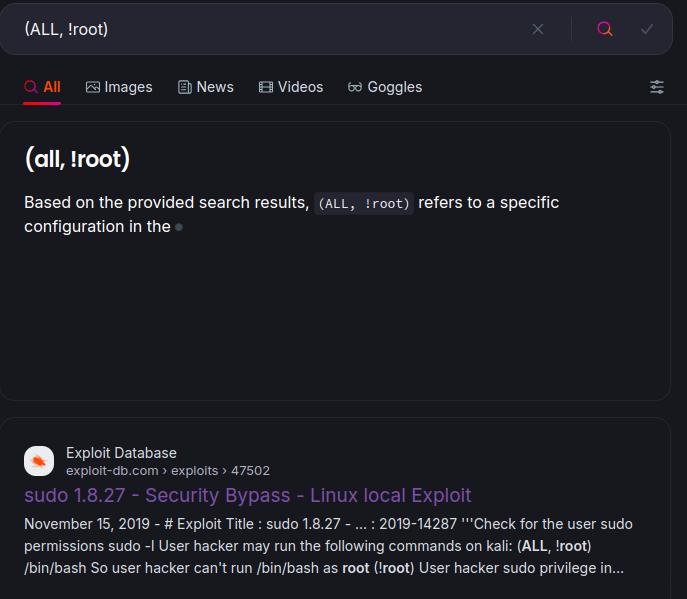 (ALL, !root)
All
Images
News
Videos
Goggles
(all, !root)
Based on the provided search results, (ALL, !root) refers to a specific
configuration in the
Exploit Database
exploit-db.com › exploits › 47502
sudo 1.8.27 - Security Bypass - Linux local Exploit
November 15, 2019 - # Exploit Title : sudo 1.8.27 - ... : 2019-14287 '''Check for the user sudo
permissions sudo -l User hacker may run the following commands on kali: (ALL, !root)
/bin/bash So user hacker can't run /bin/bash as root (!root) User hacker sudo privilege in...